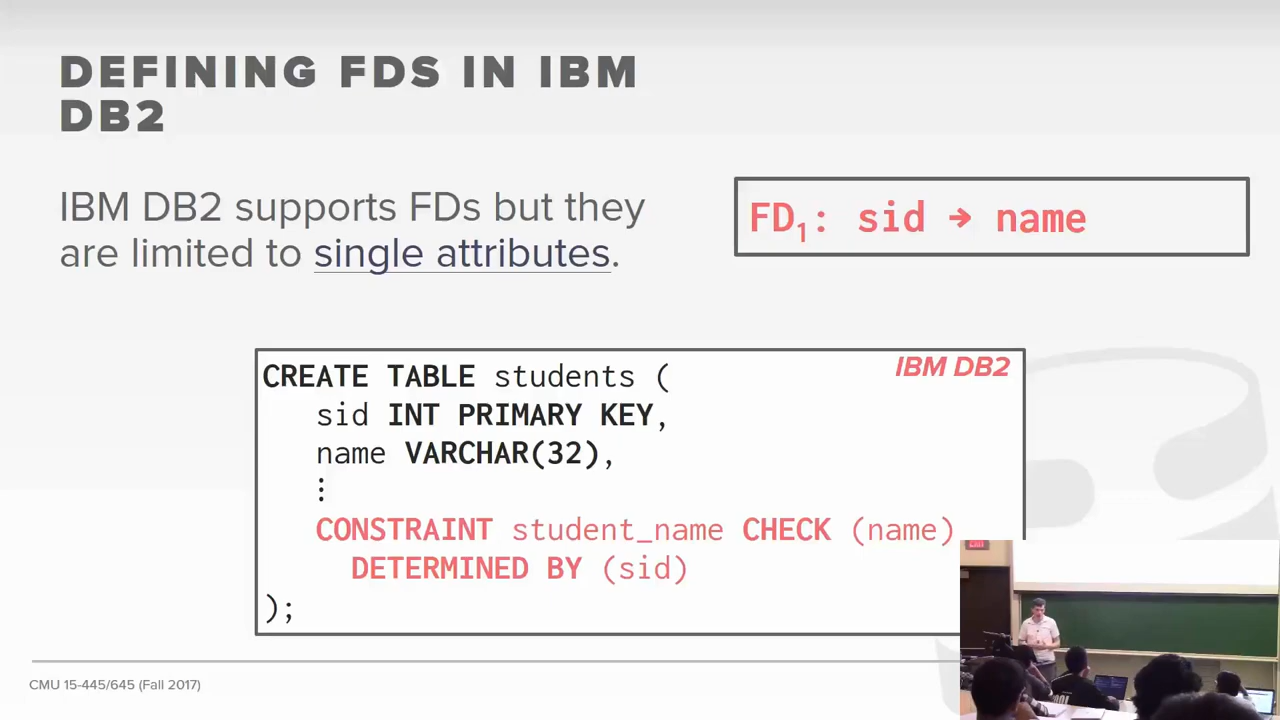 DEFINING FDS IN IBM
DB2
IBM DB2 supports FDs but they
are limited to single attributes.
FD1: sid → name
IBM DB2
CREATE TABLE students (
sid INT PRIMARY KEY,
name VARCHAR(32),
⋮
CONSTRAINT student_name CHECK (name)
DETERMINED BY (sid)
);
CMU 15-445/645 (Fall 2017)